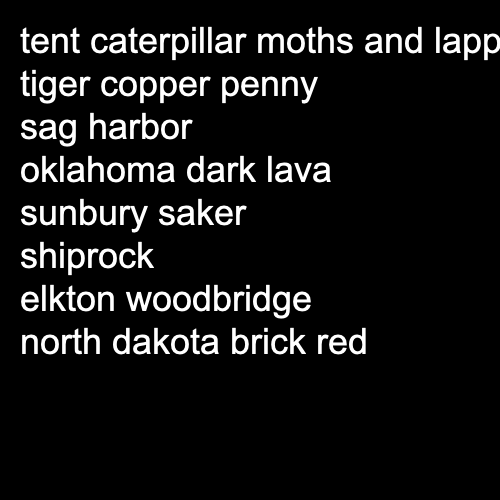 tent caterpillar moths and lapp
tiger copper penny
sag harbor
oklahoma dark lava
sunbury saker
shiprock
elkton woodbridge
north dakota brick red